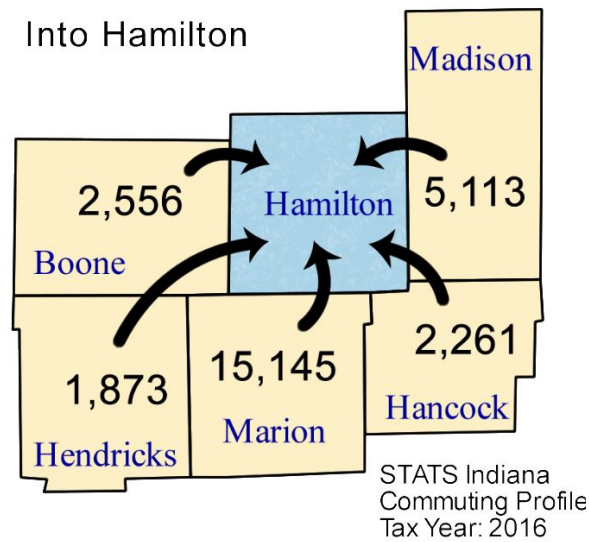 Into Hamilton
Madison
2,556
Hamilton
5,113
Boone
1,873
15,145
2,261
Hendricks
Marion
Hancock
STATS Indiana
Commuting Profile
Tax Year: 2016